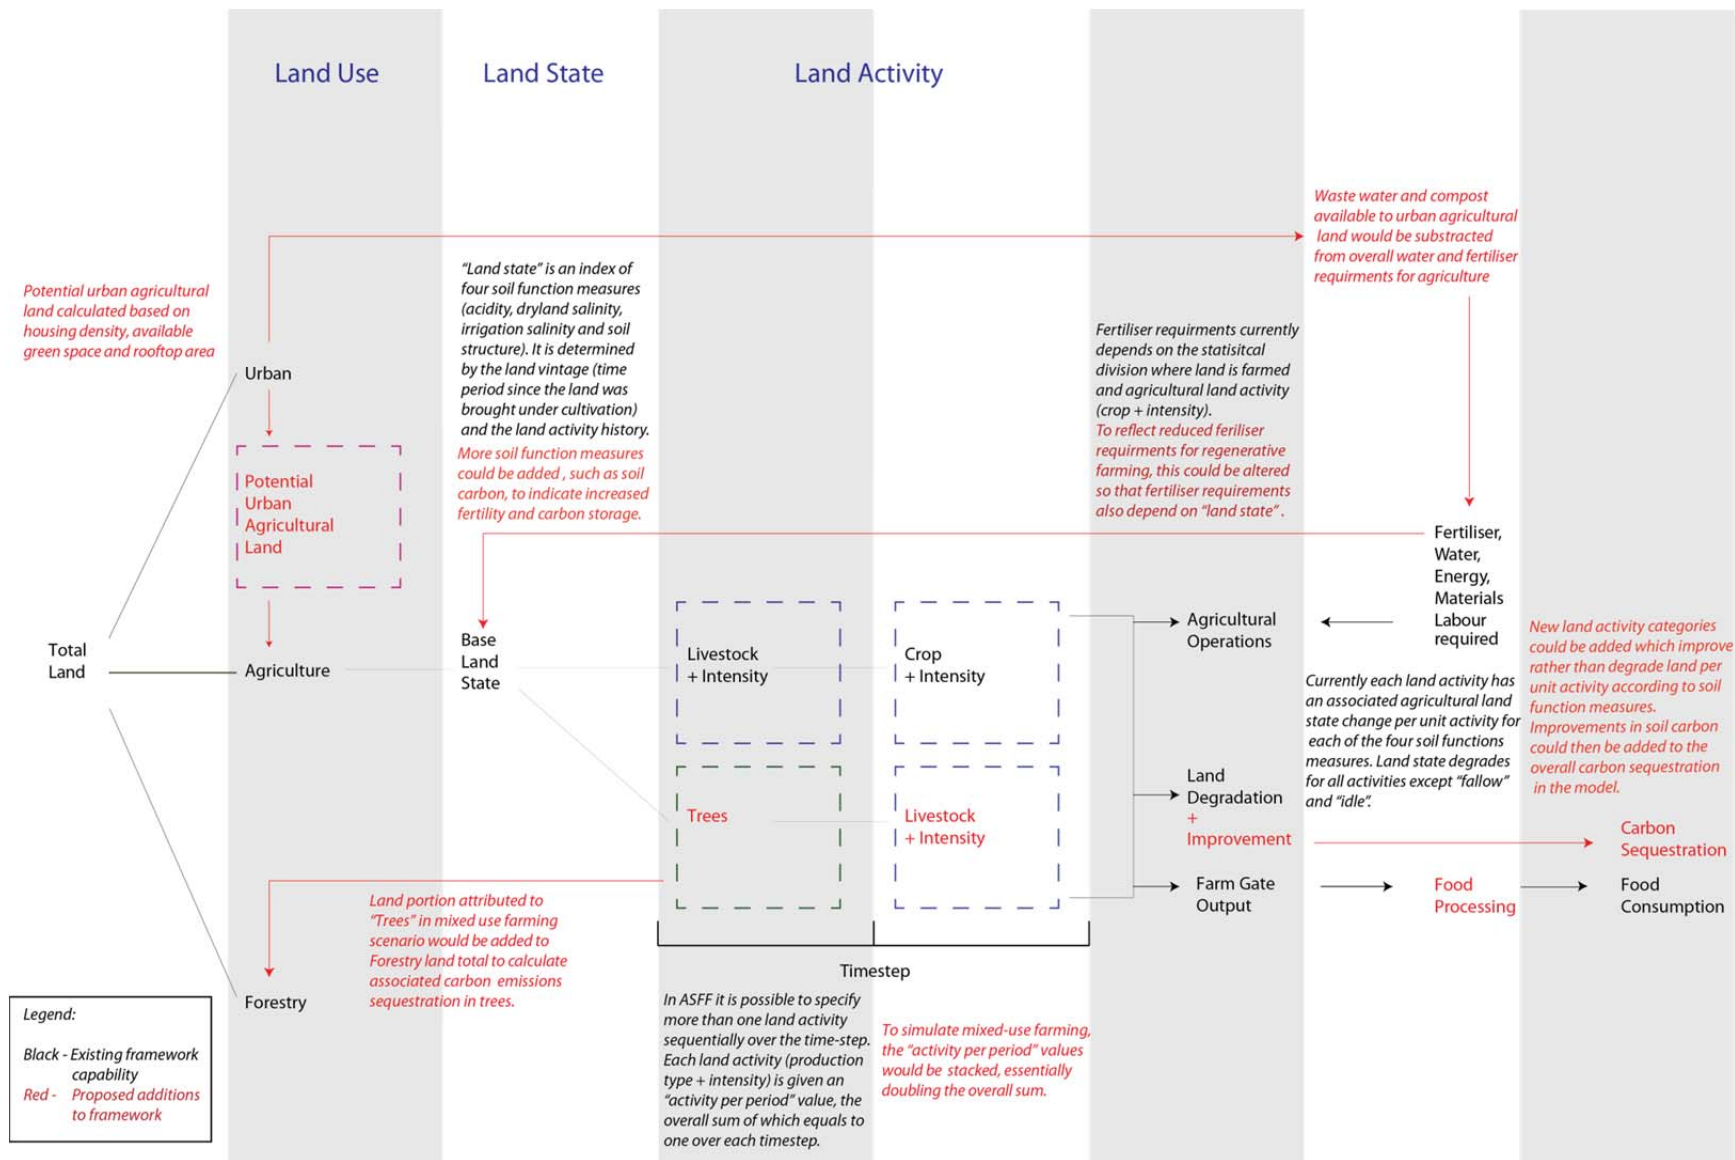 Land Use
Land State
Land Activity
Waste water and compost
available to urban agricultural
land would be substracted
from overall water and fertiliser
requirments for agriculture
Potential urban agricultural
land calculated based on
housing density, available
green space and rooftop area
"Land state" is an index of
four soil function measures
(acidity, dryland salinity,
irrigation salinity and soil
structure). It is determined
by the land vintage (time
period since the land was
brought under cultivation)
and the land activity history.
More soil function measures
could be added , such as soil
carbon, to indicate increased
fertility and carbon storage.
Fertiliser requirments currently
depends on the statisitcal
division where land is farmed
and agricultural land activity
(crop + intensity).
To reflect reduced feriliser
requirments for regenerative
farming, this could be altered
so that fertiliser requirements
also depend on "land state" .
Urban
Potential
Urban
Agricultural
Land
Total
Land
Agriculture
Base
Land
State
Livestock
+ Intensity
Crop
+ Intensity
Agricultural
Operations
Fertiliser,
Water,
Energy,
Materials
Labour
required
New land activity categories
could be added which improve
rather than degrade land per
unit activity according to soil
function measures.
Improvements in soil carbon
could then be added to the
overall carbon sequestration
in the model.
Currently each land activity has
an associated agricultural land
state change per unit activity for
each of the four soil functions
measures. Land state degrades
for all activities except "fallow"
and "idle".
Trees
Livestock
+ Intensity
Land
Degradation
+
Improvement
Carbon
Sequestration
Farm Gate
Output
Food
Processing
Food
Consumption
Land portion attributed to
"Trees" in mixed use farming
scenario would be added to
Forestry land total to calculate
associated carbon emissions
sequestration in trees.
Forestry
Timestep
In ASFF it is possible to specify
more than one land activity
sequentially over the time-step.
Each land activity (production
type + intensity) is given an
"activity per period" value, the
overall sum of which equals to
one over each timestep.
To simulate mixed-use farming,
the "activity per period" values
would be stacked, essentially
doubling the overall sum.
Legend:
Black - Existing framework
capability
Red - Proposed additions
to framework